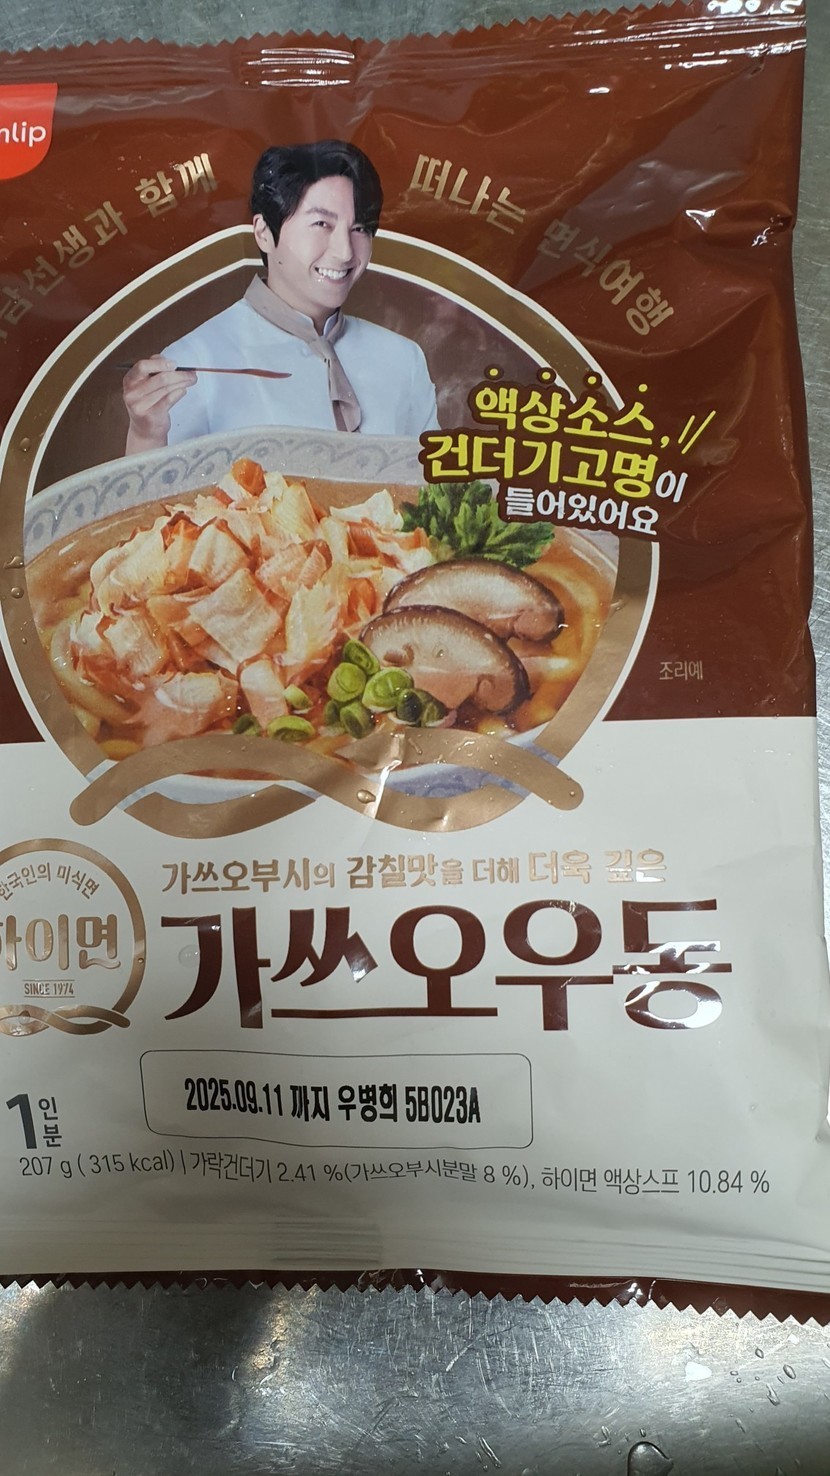 nlip
남선생과 함께 떠나는 면식여행
액상소스,
건더기고명이
들어있어요
조리예
한국인의 미식면
하이면
SINCE 1974
가쓰오부시의 감칠맛을 더해 더욱 깊은
가쓰오우동
2025.09.11 까지 우병희 5B023A
1인분
207 g ( 315 kcal) | 가락건더기 2.41 %(가쓰오부시분말 8 %), 하이면 액상스프 10.84 %